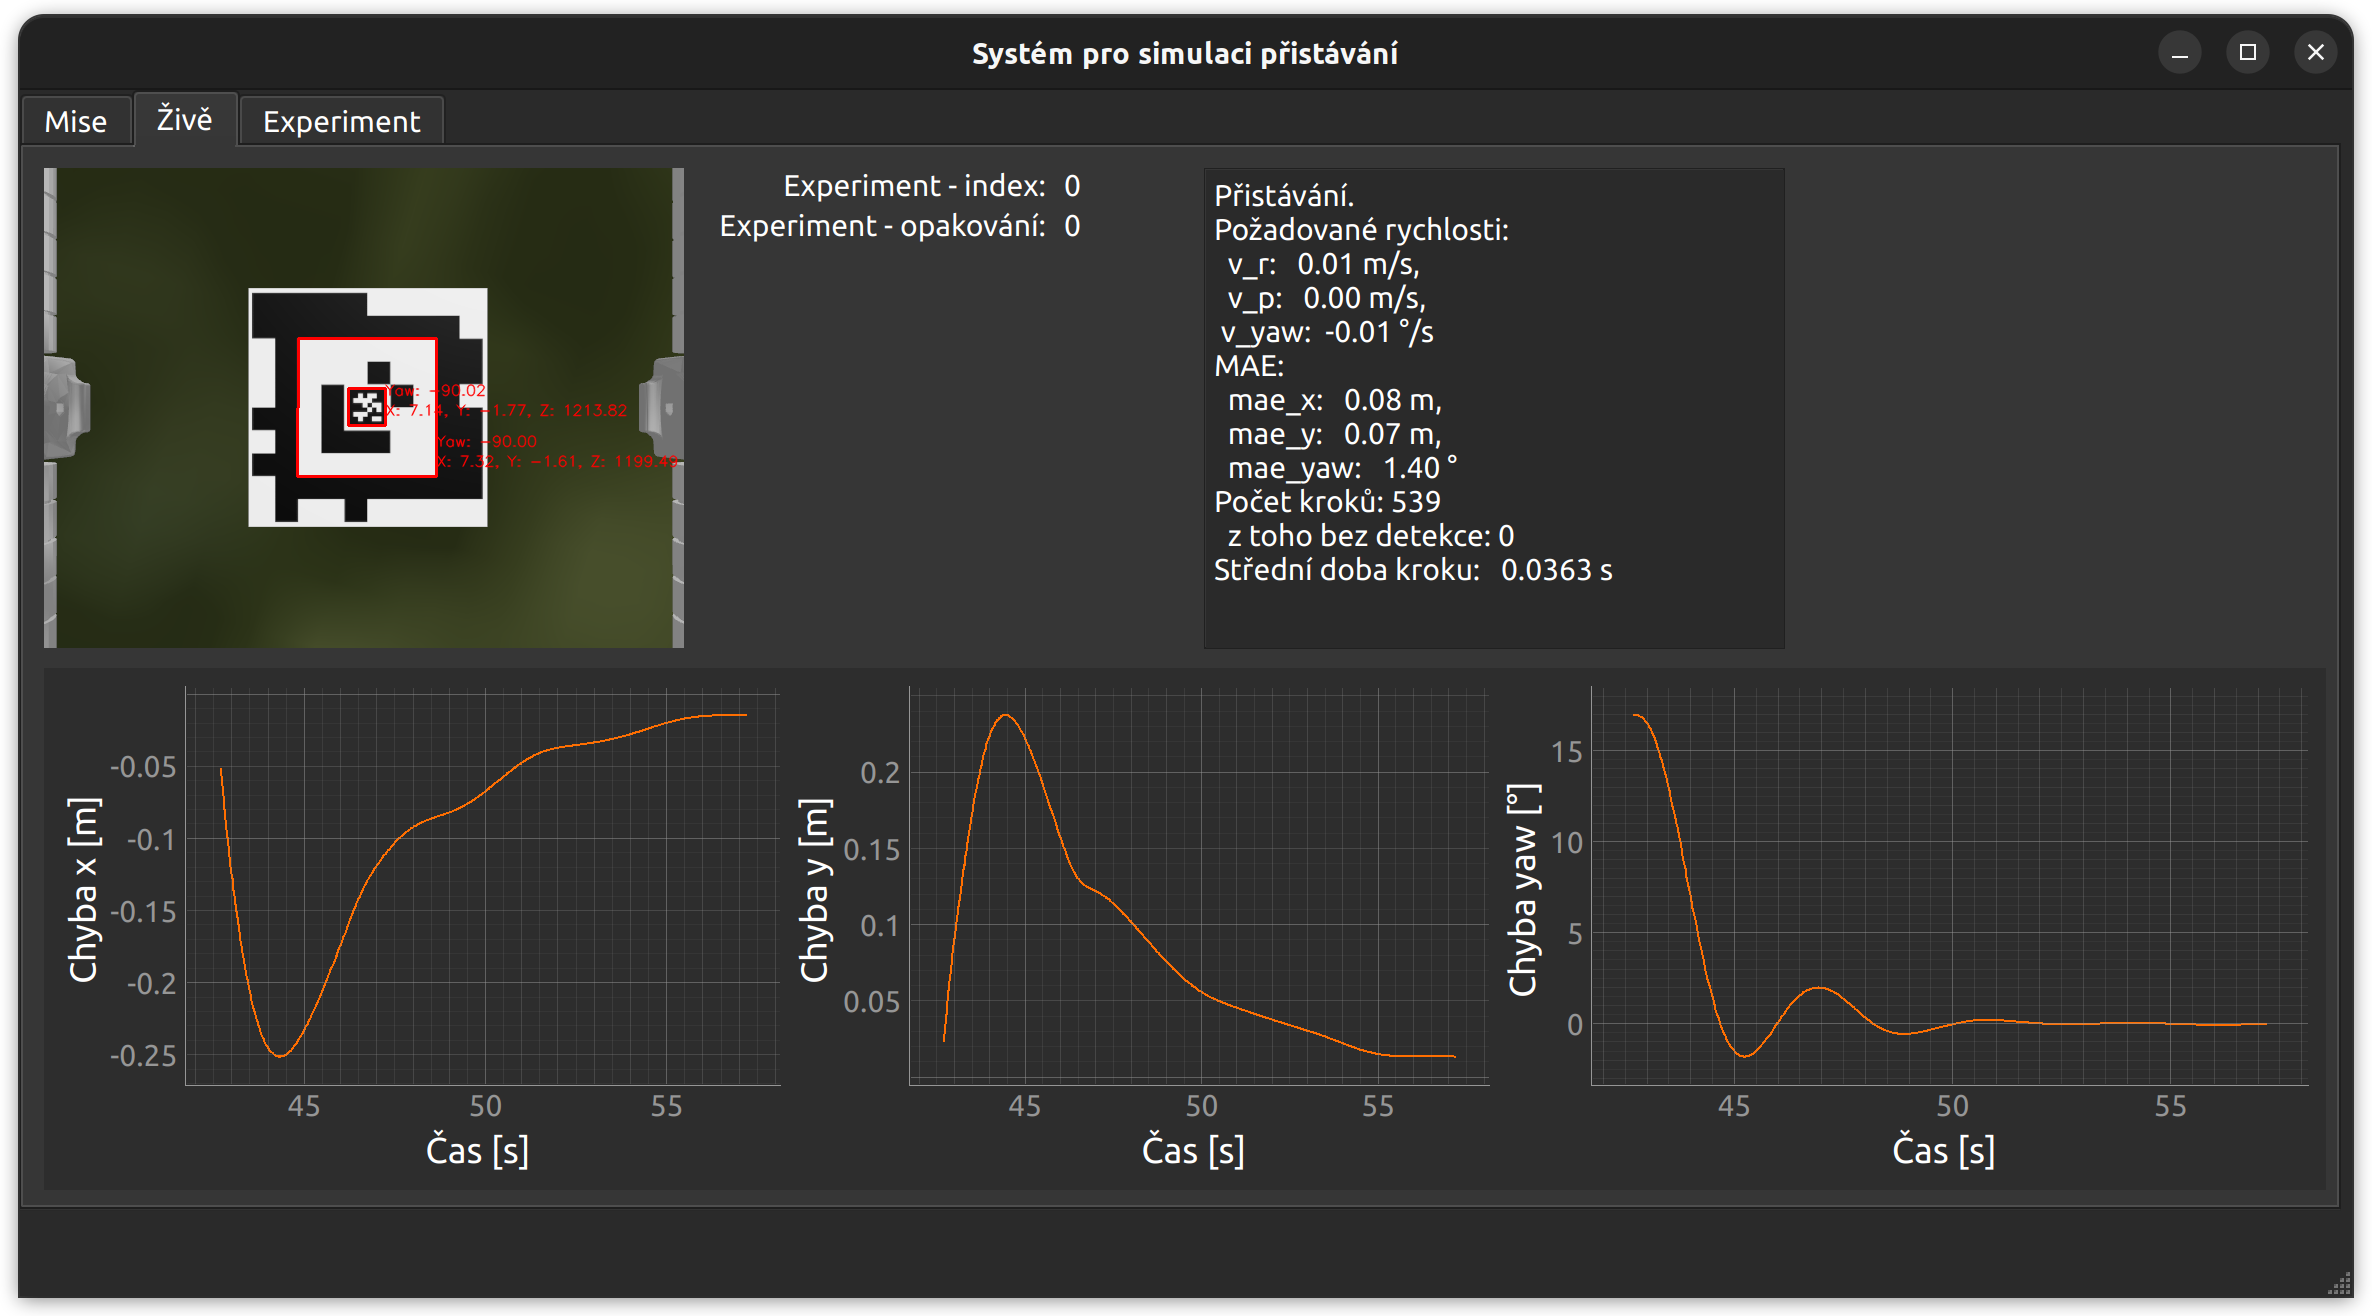 Systém pro simulaci přistávání
Mise
Živě
Experiment
Yaw: -90.02
X: 7.14, Y: -1.77, Z: 1213.82
Yaw: -90.00
X: 7.32, Y: -1.61, Z: 1199.49
Experiment - index: 0
Experiment - opakování: 0
Přistávání.
Požadované rychlosti:
v_r: 0.01 m/s,
v_p: 0.00 m/s,
v_yaw: -0.01 °/s
MAE:
mae_x: 0.08 m,
mae_y: 0.07 m,
mae_yaw: 1.40 °
Počet kroků: 539
z toho bez detekce: 0
Střední doba kroku: 0.0363 s
Chyba x [m]
-0.05
-0.1
-0.15
-0.2
-0.25
45 50 55
Čas [s]
Chyba y [m]
0.2
0.15
0.1
0.05
45 50 55
Čas [s]
Chyba yaw [°]
15
10
5
0
45 50 55
Čas [s]